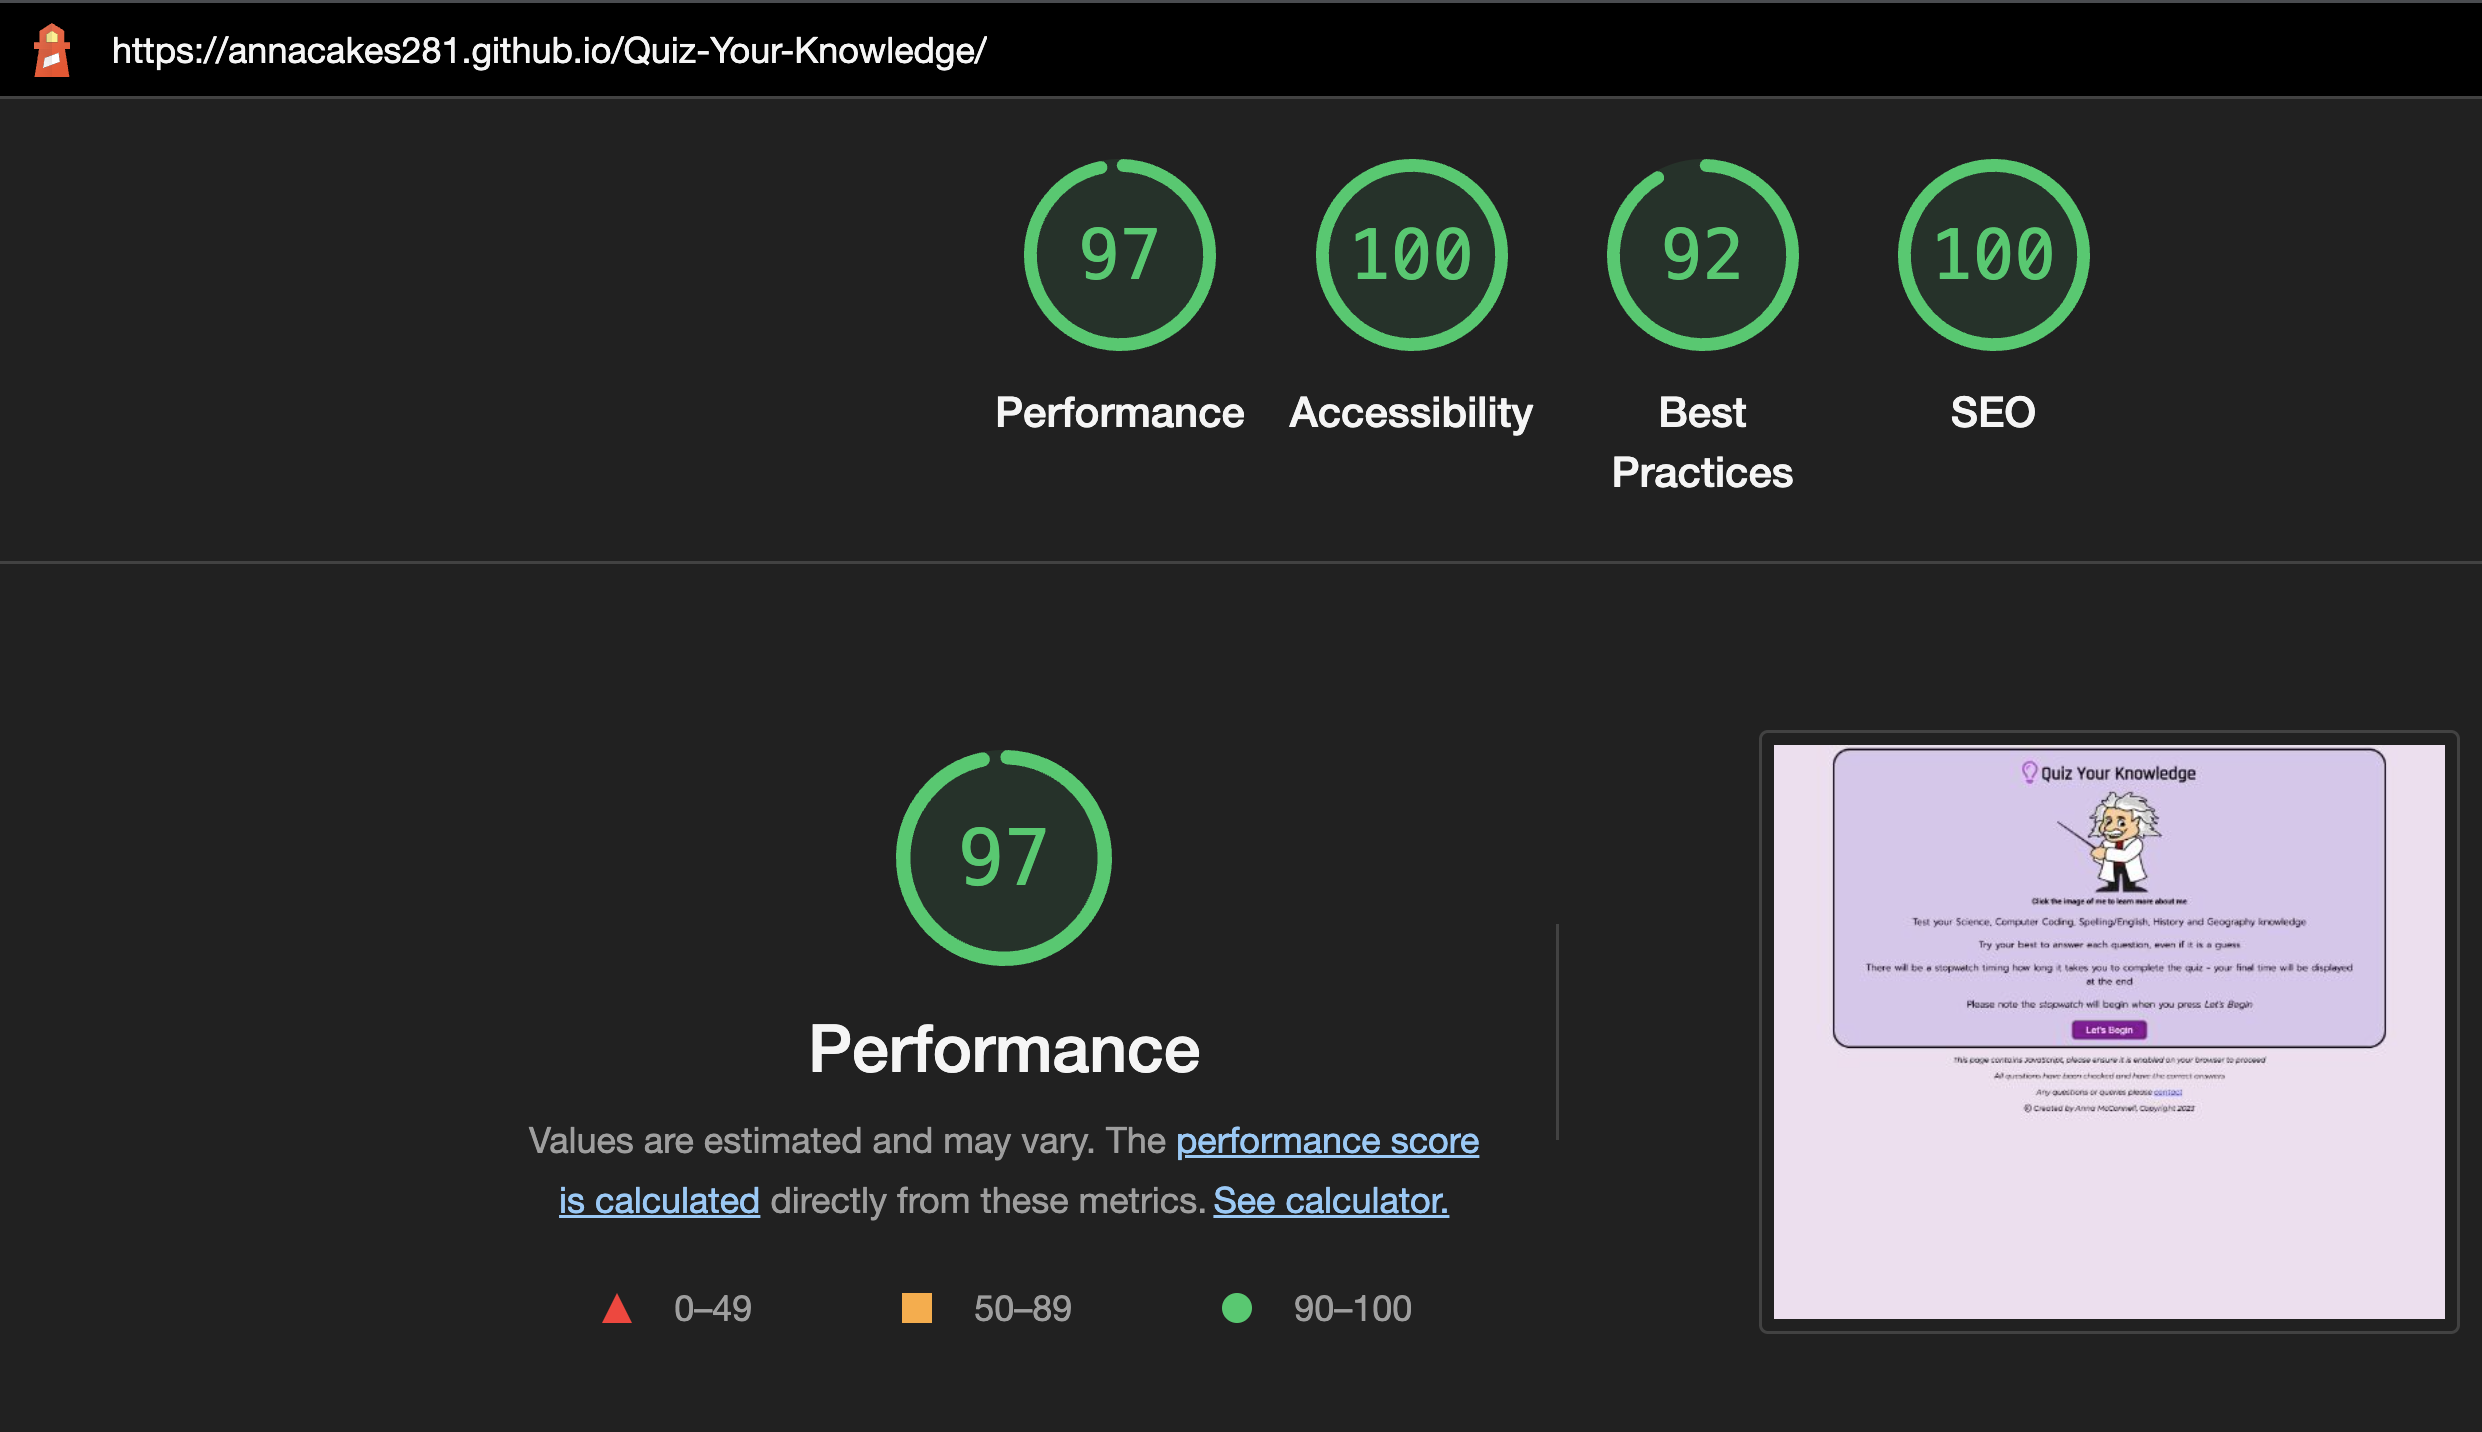 https://annacakes281.github.io/Quiz-Your-Knowledge/
97
100
92
100
Performance
Accessibility
Best
Practices
SEO
97
Performance
Values are estimated and may vary. The performance score
is calculated directly from these metrics. See calculator.
0–49
50–89
90–100
Quiz Your Knowledge
Click the image of me to learn more about me
Test your Science, Computer Coding, Spelling/English, History and Geography knowledge
Try your best to answer each question, even if it is a guess
There will be a stopwatch timing how long it takes you to complete the quiz - your final time will be displayed
at the end
Please note the stopwatch will begin when you press Let's Begin
Let's Begin
This page contains JavaScript, please ensure it is enabled on your browser to proceed
All questions have been checked and have the correct answers
Any questions or queries please contact
© Created by Anna McConnell, Copyright 2023